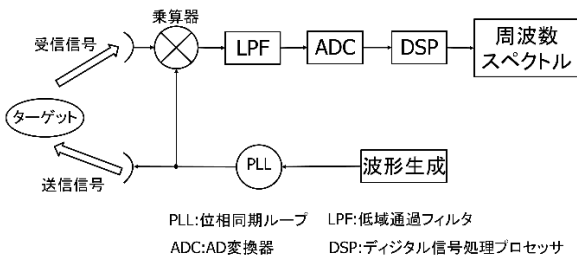 乗算器
受信信号
LPF
ADC
DSP
周波数
スペクトル
ターゲット
送信信号
PLL
波形生成
PLL:位相同期ループ
LPF:低域通過フィルタ
ADC:AD変換器
DSP:ディジタル信号処理プロセッサ